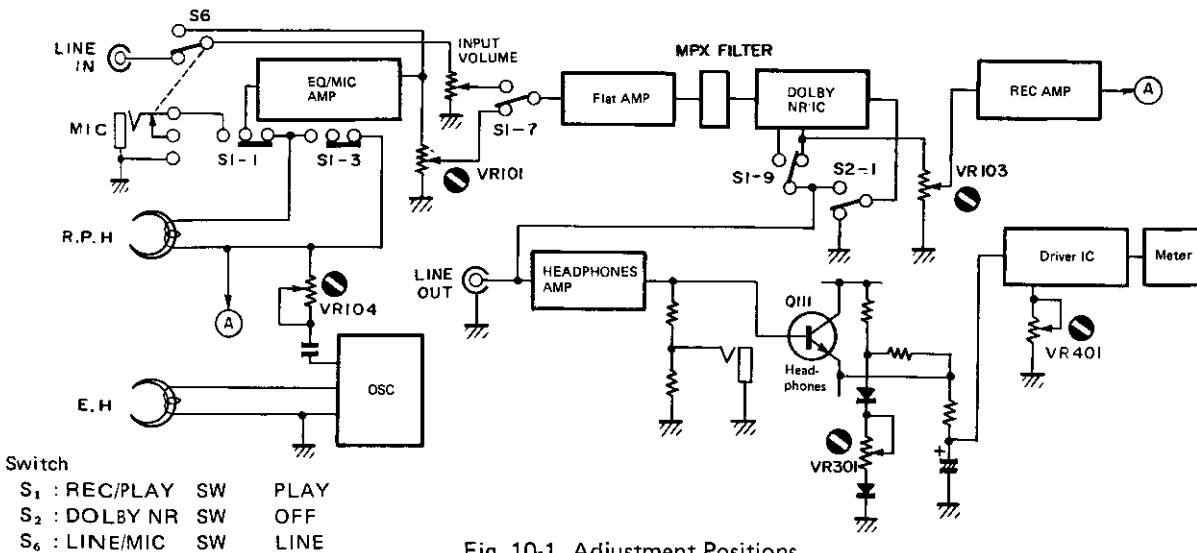 S6
LINE IN
INPUT VOLUME
MPX FILTER
EQ/MIC AMP
Flat AMP
DOLBY NR IC
REC AMP
A
MIC
S1-1
S1-3
S1-7
VR101
S1-9
S2-1
VR103
R.P.H
A
VR104
LINE OUT
HEADPHONES AMP
Q111
Head-
phones
Driver IC
Meter
VR401
E.H
OSC
VR301
+
Switch
S₁ : REC/PLAY SW PLAY
S₂ : DOLBY NR SW OFF
S₆ : LINE/MIC SW LINE
Fig. 10-1 Adjustment Positions